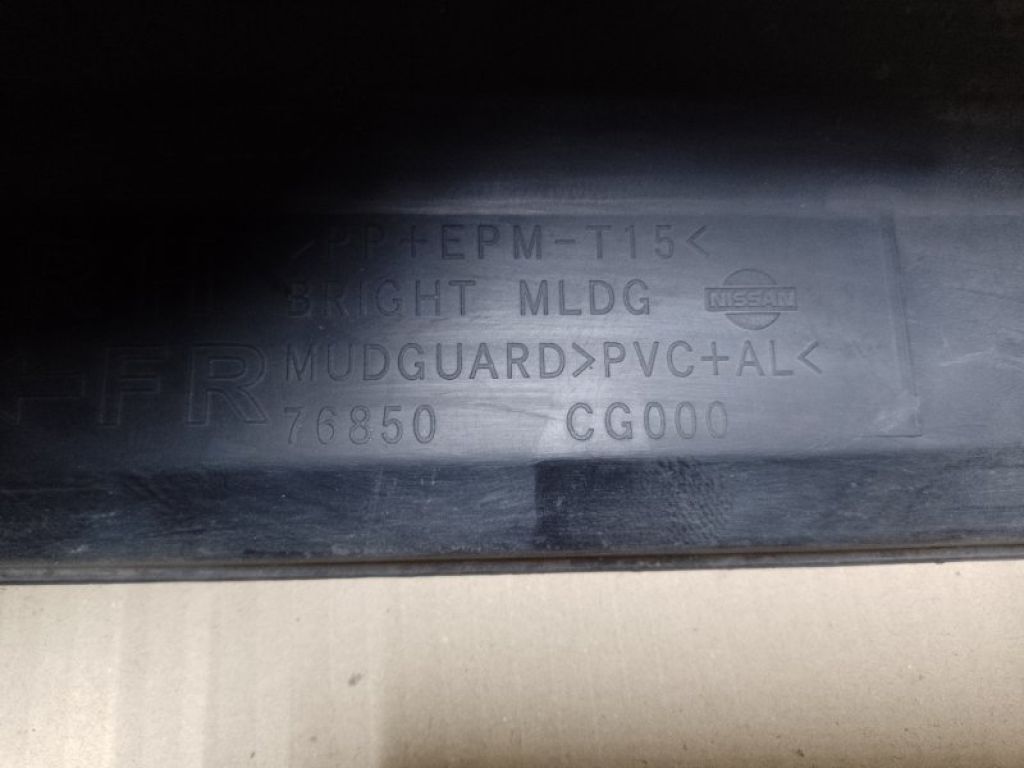 >PP+EPM-T15<
BRIGHT MLDG NISSAN
←FR MUDGUARD>PVC+AL<
76850 CG000